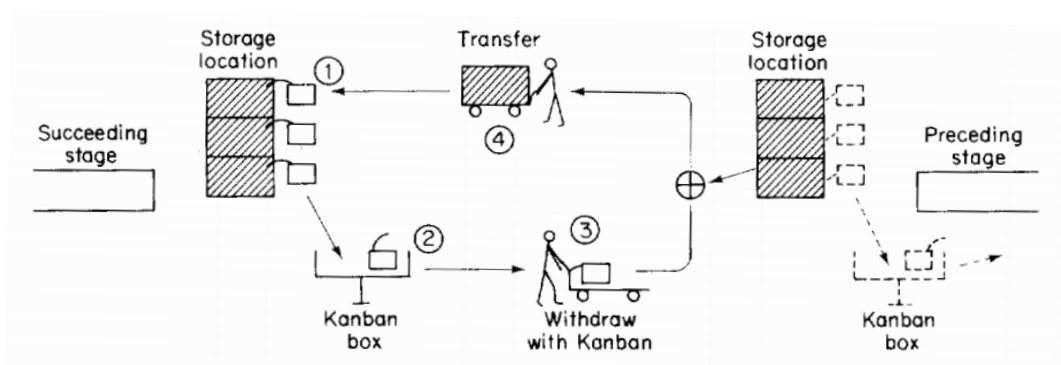 Storage
location
①
Transfer
④
Storage
location
Succeeding
stage
Preceding
stage
②
③
Kanban
box
Withdraw
with Kanban
Kanban
box